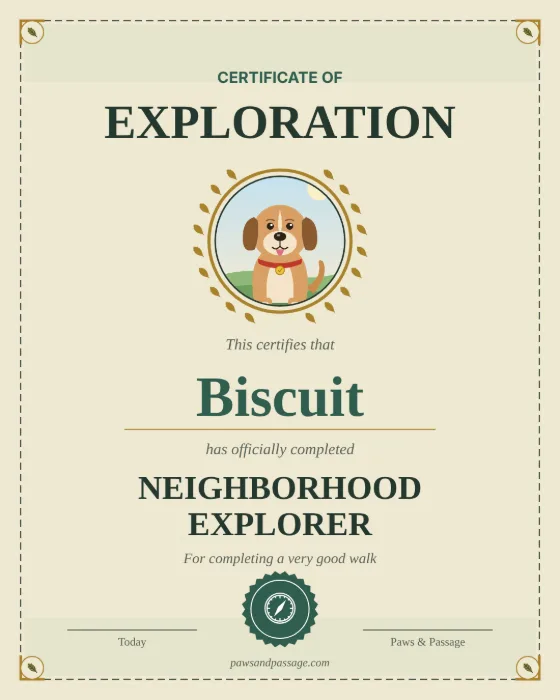 CERTIFICATE OF
EXPLORATION
This certifies that
Biscuit
has officially completed
NEIGHBORHOOD
EXPLORER
For completing a very good walk
Today
Paws & Passage
pawsandpassage.com